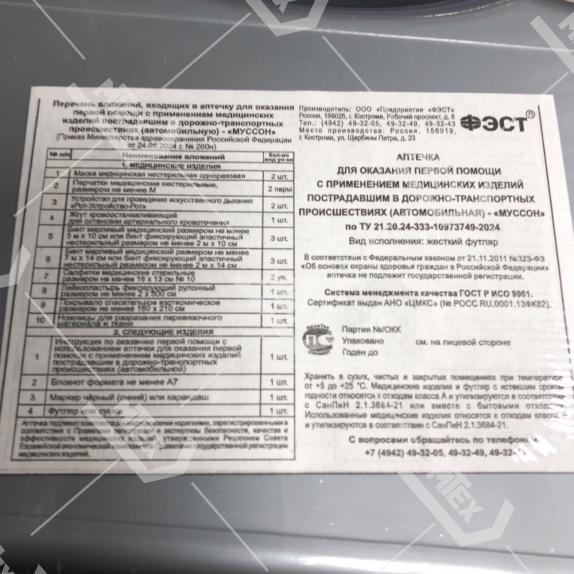 Перечень вложений, входящих в аптечку для оказания
первой помощи с применением медицинских
изделий пострадавшим в дорожно-транспортных
происшествиях (автомобильную) - «МУССОН»
(Приказ Министерства здравоохранения Российской Федерации
от 24.05.2024 г. № 260н)
№ п/п Наименование вложений Кол-во
1. МЕДИЦИНСКИЕ ИЗДЕЛИЯ
1 Маска медицинская нестерильная одноразовая 2 шт.
2 Перчатки медицинские нестерильные, размером не менее М 2 пары
3 Устройство для проведения искусственного дыхания «Рот-Устройство-Рот» 1 шт.
4 Жгут кровоостанавливающий для остановки артериального кровотечения 1 шт.
5 Бинт марлевый медицинский размером не менее
5 м х 10 см или бинт фиксирующий эластичный
нестерильный размером не менее 2 м х 10 см 3 шт.
6 Бинт марлевый медицинский размером не менее
7 м х 14 см или бинт фиксирующий эластичный
нестерильный размером не менее 2 м х 14 см 3 шт.
7 Салфетки медицинские стерильные
размером не менее 16 х 13 см № 10 2 уп.
8 Лейкопластырь фиксирующий рулонный
размером не менее 2 х 500 см 1 шт.
9 Покрывало спасательное изотермическое
размером не менее 160 х 210 см 1 шт.
10 Ножницы для разрезания перевязочного
материала и ткани 1 шт.
2. СЛЕДУЮЩИЕ ИЗДЕЛИЯ
1 Инструкция по оказанию первой помощи с
использованием аптечки для оказания первой
помощи с применением медицинских изделий
пострадавшим в дорожно-транспортных
происшествиях (автомобильной) 1 шт.
2 Блокнот формата не менее А7 1 шт.
3 Маркер чёрный (синий) или карандаш 1 шт.
4 Футляр или сумка 1 шт.
медицинских изделий.
Производитель: ООО «Предприятие «ФЭСТ»
Россия, 156025, г. Кострома, Рабочий проспект, д.
Тел.: (4942) 49-32-05, 49-32-49, 49-32-43
Место производства: Россия, 156019,
г. Кострома, ул. Щербины Петра, д. 23
ФЭСТ®
АПТЕЧКА
ДЛЯ ОКАЗАНИЯ ПЕРВОЙ ПОМОЩИ
С ПРИМЕНЕНИЕМ МЕДИЦИНСКИХ ИЗДЕЛИЙ
ПОСТРАДАВШИМ В ДОРОЖНО-ТРАНСПОРТНЫХ
ПРОИСШЕСТВИЯХ (АВТОМОБИЛЬНАЯ) - «МУССОН»
по ТУ 21.20.24-333-10973749-2024
Вид исполнения: жесткий футляр
В соответствии с Федеральным законом от 21.11.2011 №323-ФЗ
«Об основах охраны здоровья граждан в Российской Федерации»
аптечка не подлежит государственной регистрации.
Система менеджмента качества ГОСТ Р ИСО 9001.
Сертификат выдан АНО «ЦМКС» (№ РОСС RU.0001.13ФК82).
Партия №/ОКК
Упаковано см. на лицевой стороне
Годен до
Хранить в сухих, чистых и закрытых помещениях при температуре
от +5 до +25 °С. Медицинские изделия и футляр с истекшим сроком
годности относятся к отходам класса А и утилизируются в соответствии
с СанПиН 2.1.3684-21 или вместе с бытовыми отходами.
Использованные медицинские изделия относятся к отходам класса
и утилизируются в соответствии с СанПиН 2.1.3684-21.
С вопросами обращайтесь по телефону
+7 (4942) 49-32-05, 49-32-49, 49-32-